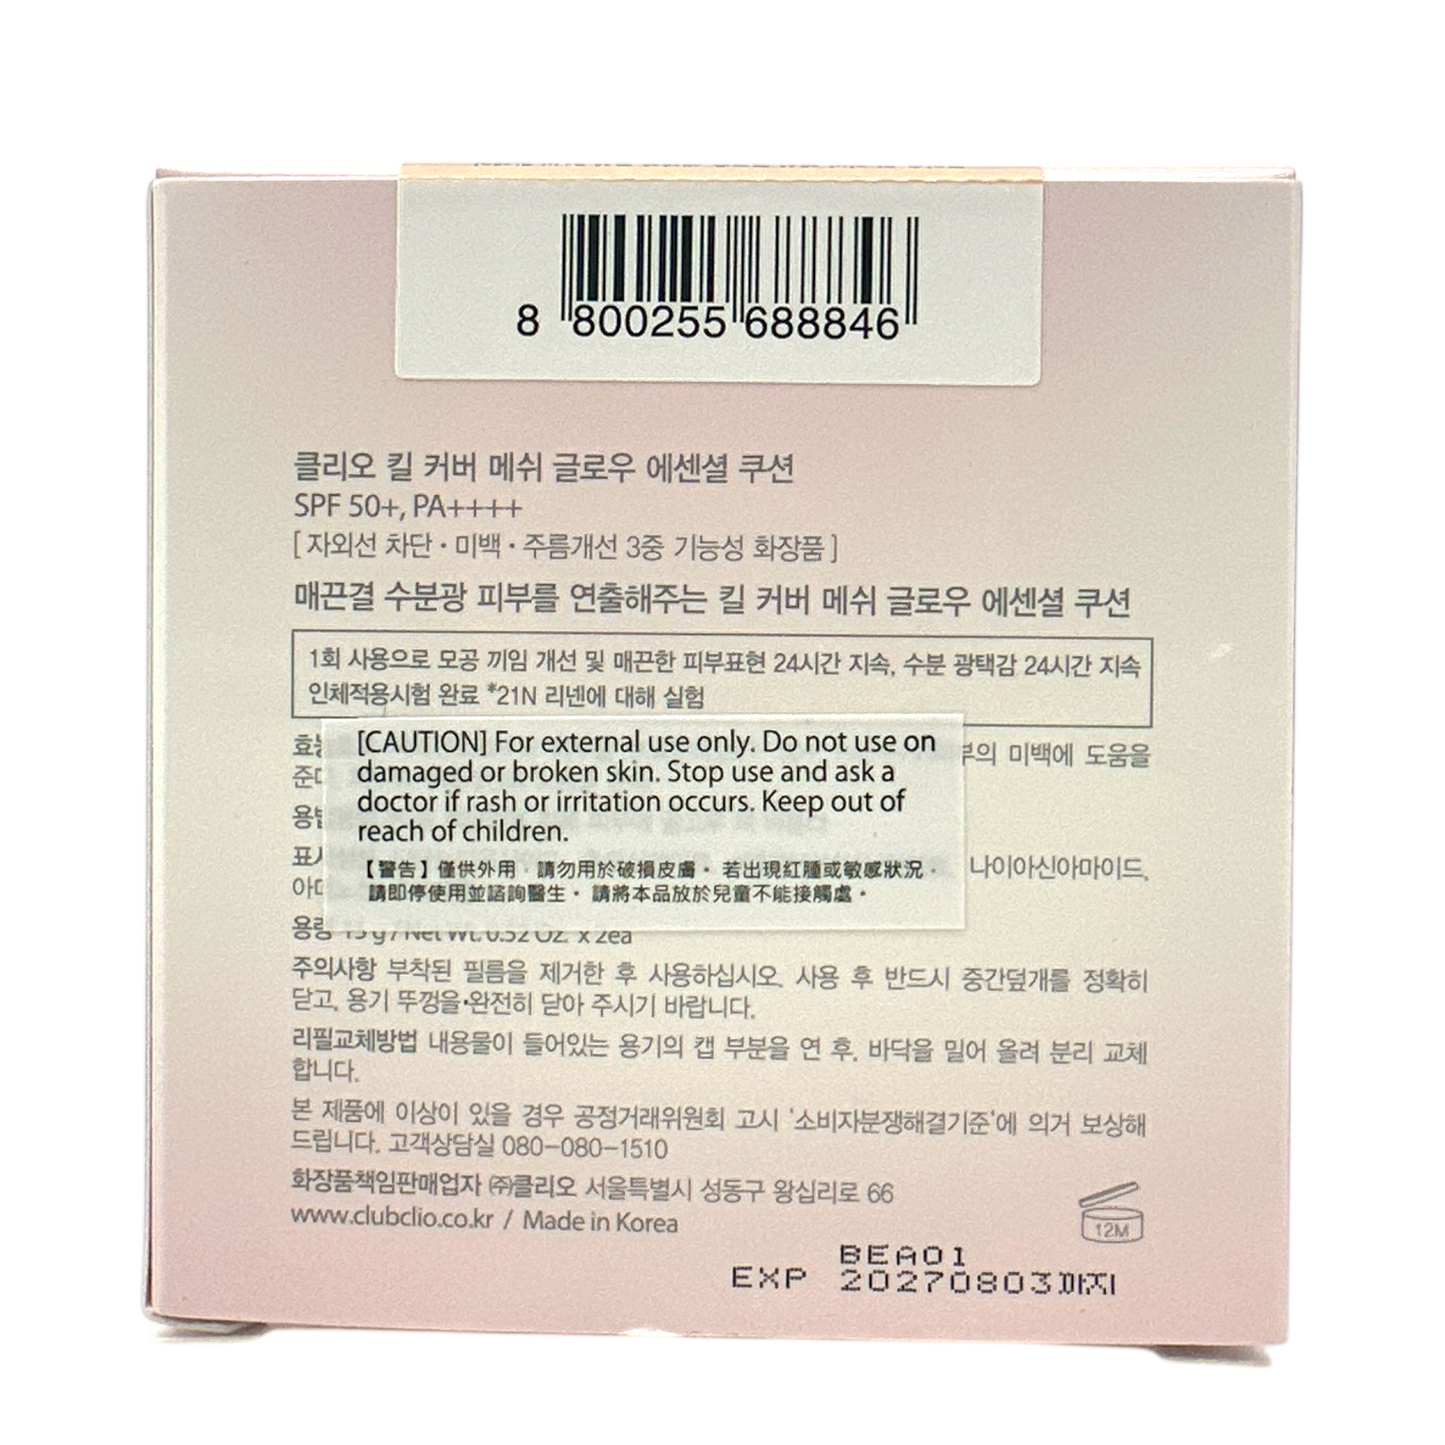 8 800255 688846
클리오 킬 커버 메쉬 글로우 에센셜 쿠션
SPF 50+, PA++++
[ 자외선 차단 · 미백 · 주름개선 3중 기능성 화장품 ]
매끈결 수분광 피부를 연출해주는 킬 커버 메쉬 글로우 에센셜 쿠션
1회 사용으로 모공 끼임 개선 및 매끈한 피부표현 24시간 지속, 수분 광택감 24시간 지속
인체적용시험 완료 *21N 리넨에 대해 실험
미백에 도움을
[CAUTION] For external use only. Do not use on
damaged or broken skin. Stop use and ask a
doctor if rash or irritation occurs. Keep out of
reach of children.
【警告】僅供外用．請勿用於破損皮膚。若出現紅腫或敏感狀況．
請即停使用並諮詢醫生。請將本品放於兒童不能接觸處。
나이아신아마이드,
용량 15 g / Net Wt. 0.52 Oz. x 2ea
주의사항 부착된 필름을 제거한 후 사용하십시오. 사용 후 반드시 중간덮개를 정확히
닫고, 용기 뚜껑을 완전히 닫아 주시기 바랍니다.
리필교체방법 내용물이 들어있는 용기의 캡 부분을 연 후, 바닥을 밀어 올려 분리 교체
합니다.
본 제품에 이상이 있을 경우 공정거래위원회 고시 '소비자분쟁해결기준'에 의거 보상해
드립니다. 고객상담실 080-080-1510
화장품책임판매업자 ㈜클리오 서울특별시 성동구 왕십리로 66
www.clubclio.co.kr / Made in Korea
12M
BEA01
EXP 20270803까지